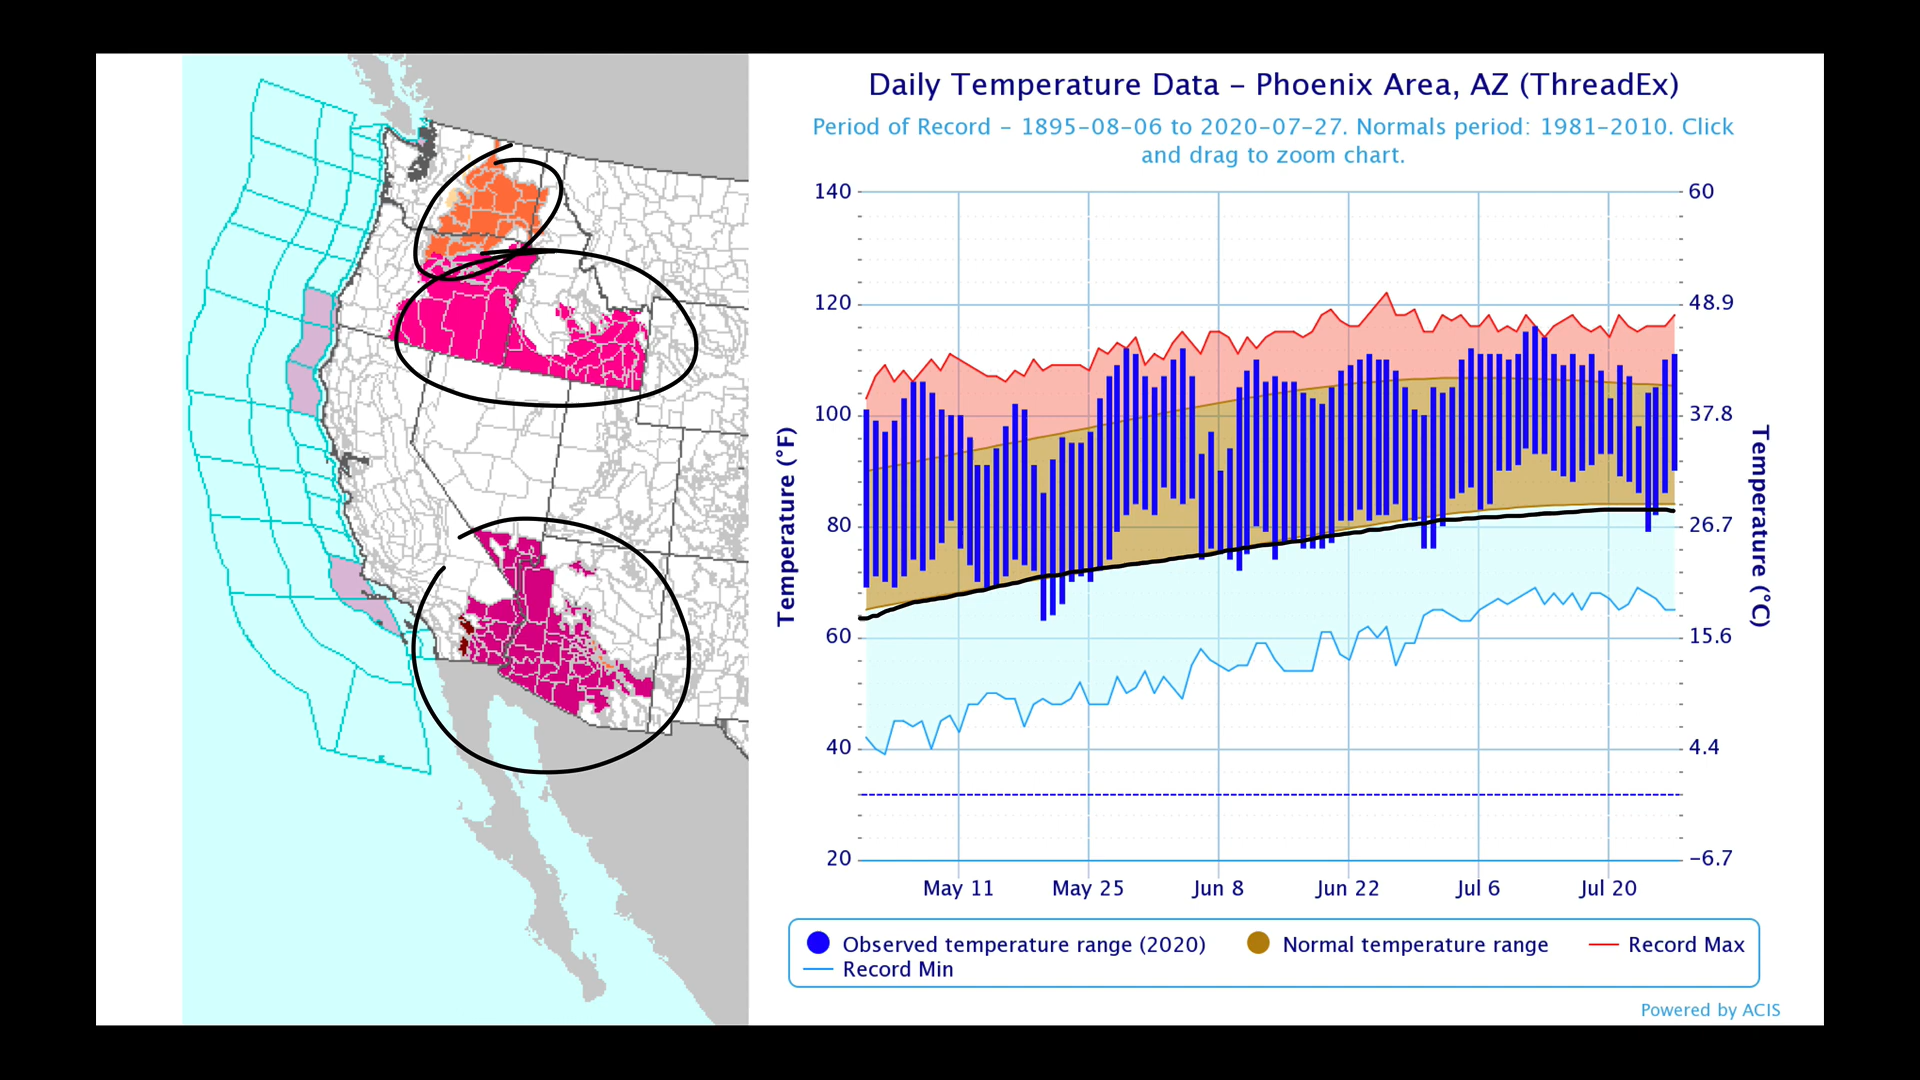 Daily Temperature Data – Phoenix Area, AZ (ThreadEx)
Period of Record – 1895-08-06 to 2020-07-27. Normals period: 1981-2010. Click
and drag to zoom chart.
140
120
100
80
60
40
20
Temperature (°F)
60
48.9
37.8
26.7
15.6
4.4
-6.7
Temperature (°C)
May 11
May 25
Jun 8
Jun 22
Jul 6
Jul 20
Observed temperature range (2020)
Normal temperature range
Record Max
Record Min
Powered by ACIS